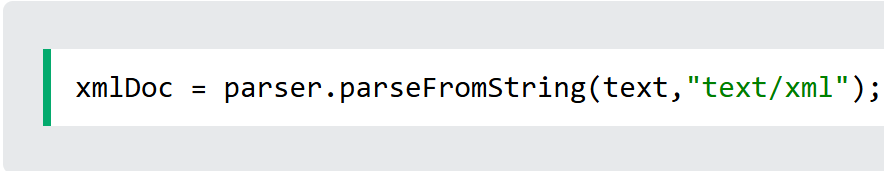 xmlDoc = parser.parseFromString(text,"text/xml");